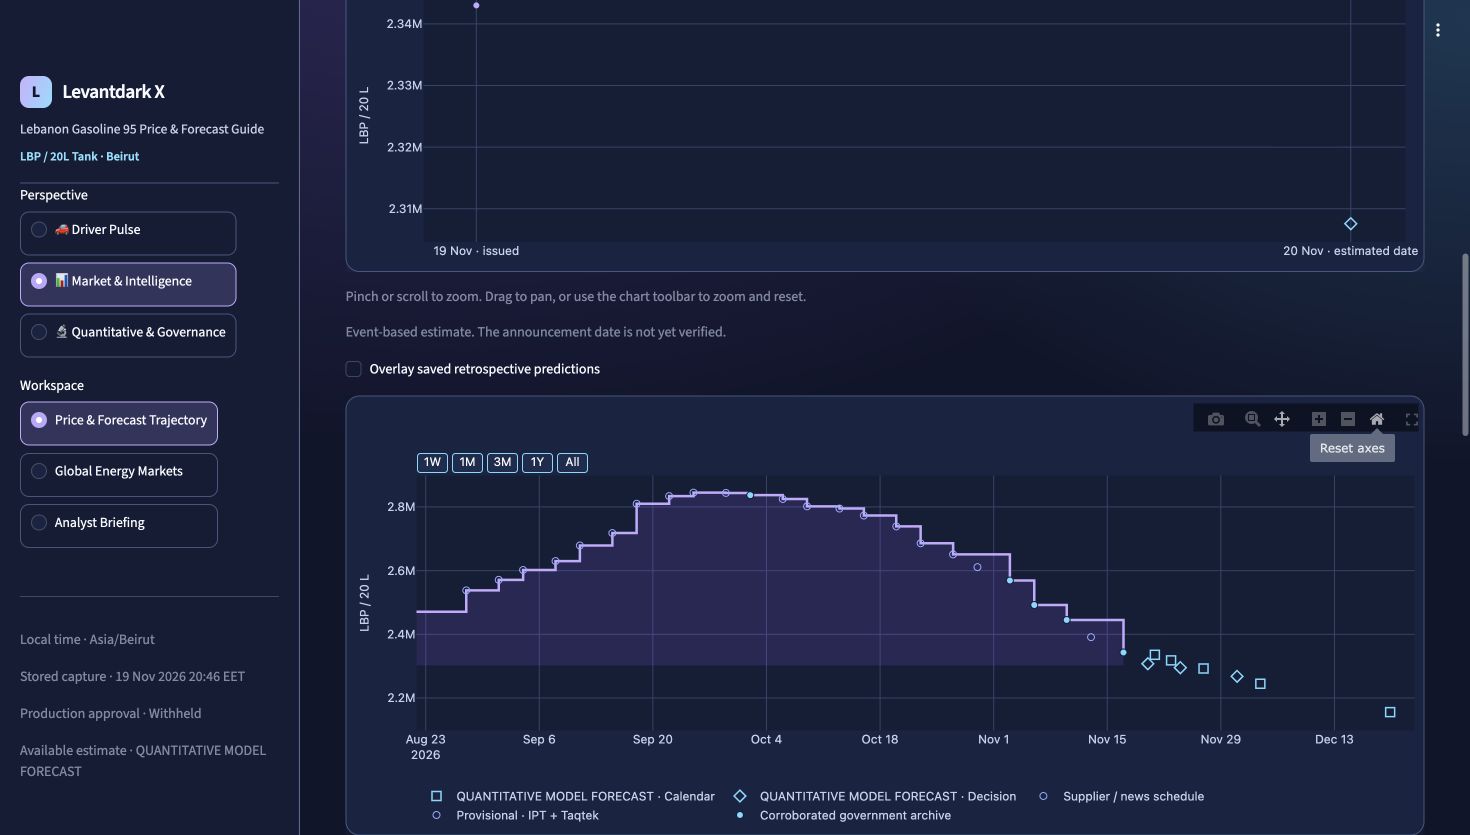 L
Levantdark X
Lebanon Gasoline 95 Price & Forecast Guide
LBP / 20L Tank · Beirut
Perspective
🚗 Driver Pulse
📊 Market & Intelligence
🔬 Quantitative & Governance
Workspace
Price & Forecast Trajectory
Global Energy Markets
Analyst Briefing
Local time · Asia/Beirut
Stored capture · 19 Nov 2026 20:46 EET
Production approval · Withheld
Available estimate · QUANTITATIVE MODEL
FORECAST
2.34M
2.33M
2.32M
2.31M
LBP / 20 L
19 Nov · issued
20 Nov · estimated date
Pinch or scroll to zoom. Drag to pan, or use the chart toolbar to zoom and reset.
Event-based estimate. The announcement date is not yet verified.
Overlay saved retrospective predictions
Reset axes
1W 1M 3M 1Y All
2.8M
2.6M
2.4M
2.2M
LBP / 20 L
Aug 23 Sep 6 Sep 20 Oct 4 Oct 18 Nov 1 Nov 15 Nov 29 Dec 13
2026
QUANTITATIVE MODEL FORECAST · Calendar QUANTITATIVE MODEL FORECAST · Decision Supplier / news schedule
Provisional · IPT + Taqtek Corroborated government archive